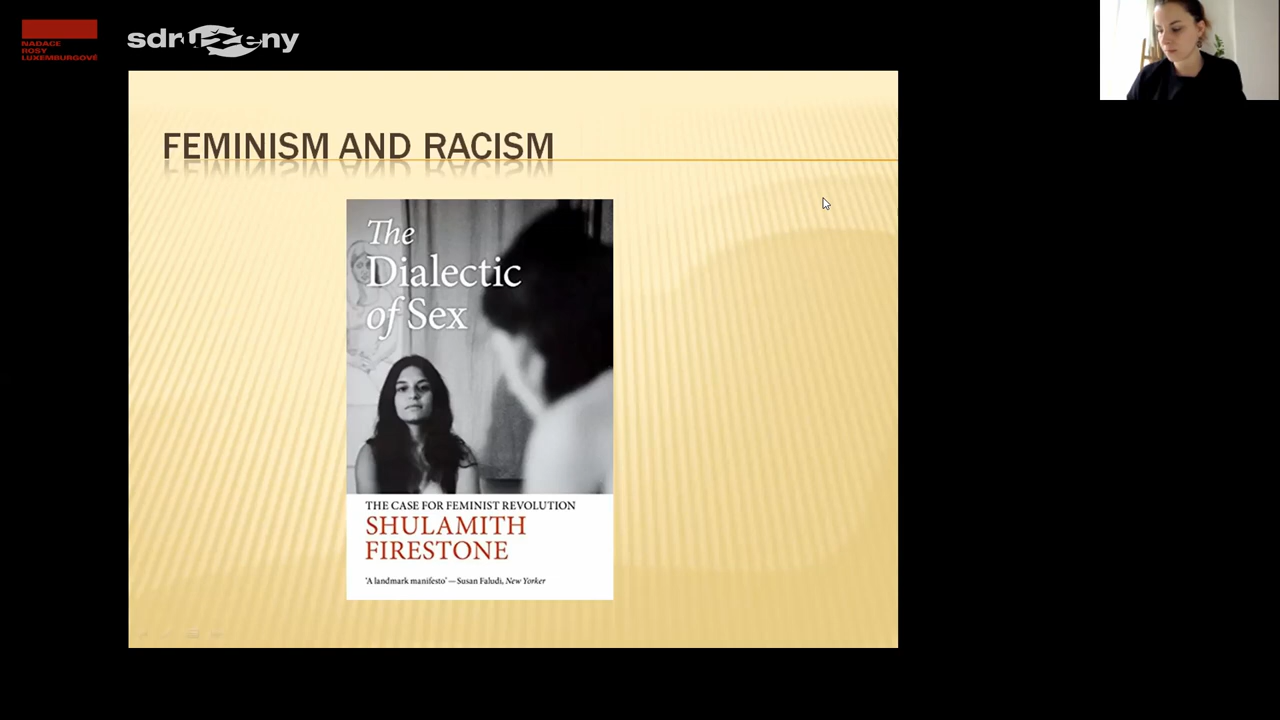 NADACE
ROSY
LUXEMBURGOVÉ
sdruženy
FEMINISM AND RACISM
The
Dialectic
of Sex
THE CASE FOR FEMINIST REVOLUTION
SHULAMITH
FIRESTONE
‘A landmark manifesto’ — Susan Faludi, New Yorker